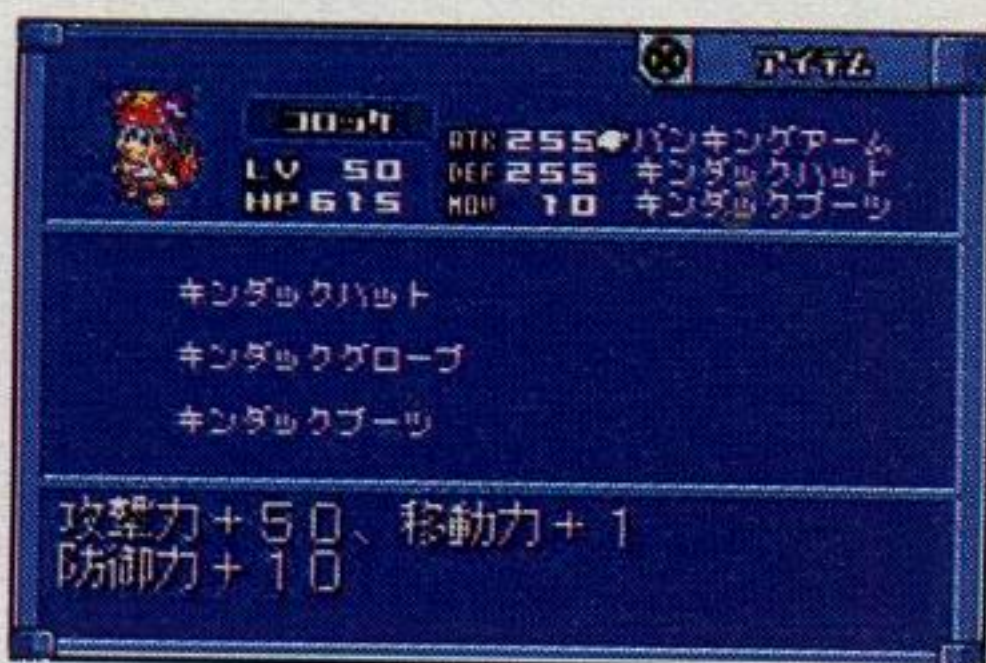 アイテム
コロッケ
ATK 255 バンキングアーム
LV 50 DEF 255 キンダックハット
HP 615 MOV 10 キンダックブーツ
キンダックハット
キンダックグローブ
キンダックブーツ
攻撃力+50、移動力+1
防御力+10